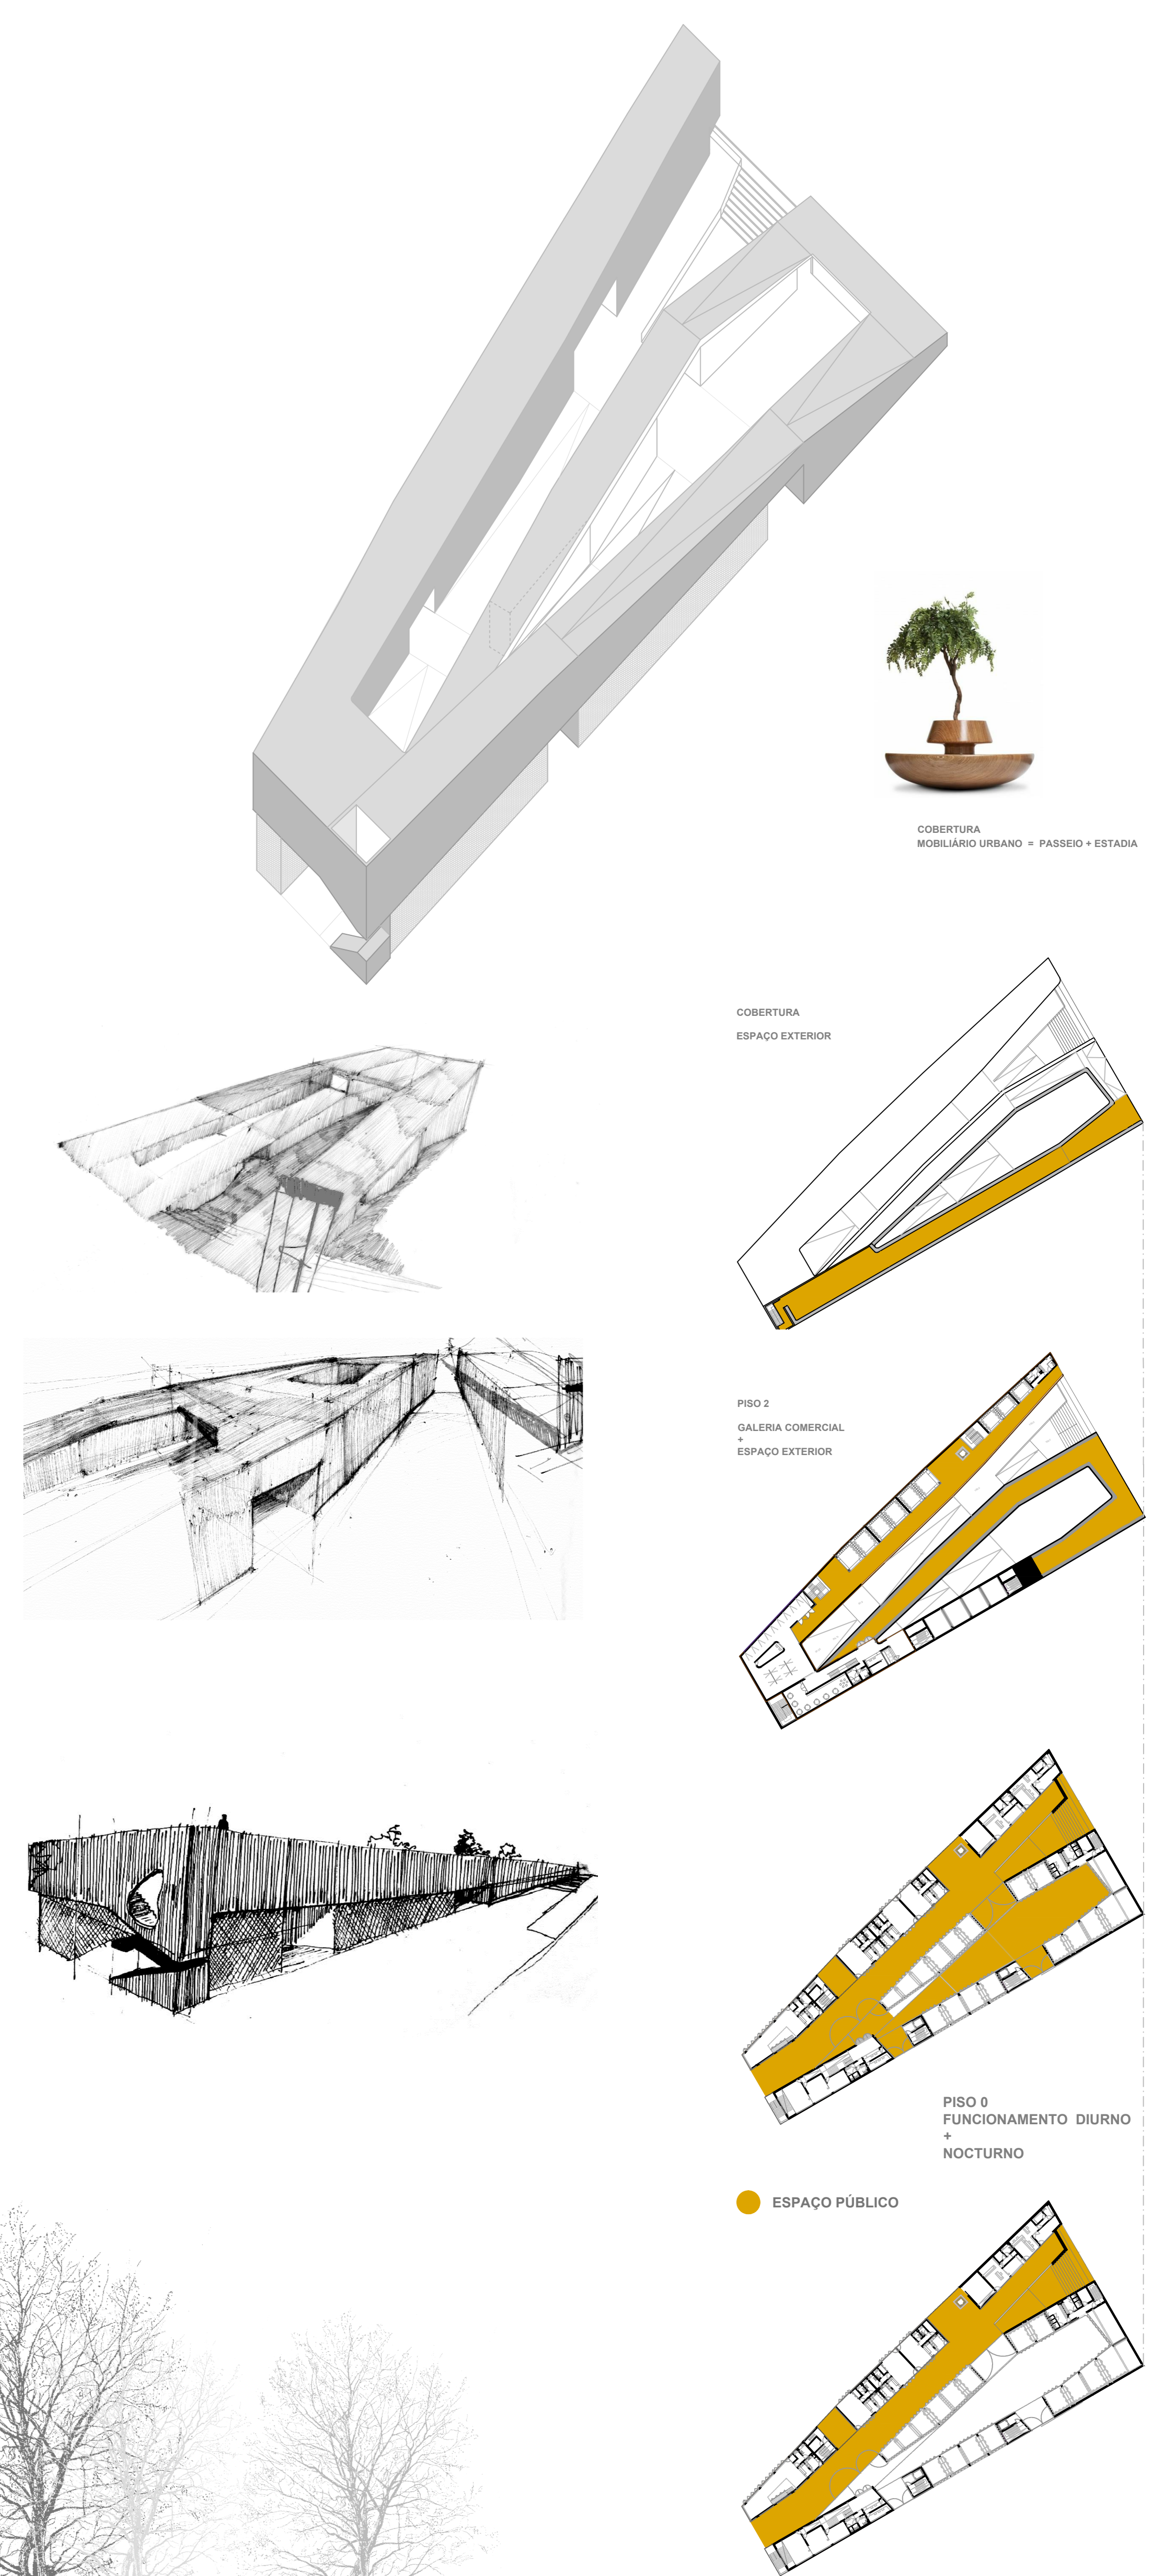 COBERTURA
MOBILIÁRIO URBANO = PASSEIO + ESTADIA
COBERTURA
ESPAÇO EXTERIOR
PISO 2
GALERIA COMERCIAL
+
ESPAÇO EXTERIOR
PISO 0
FUNCIONAMENTO DIURNO
+
NOCTURNO
ESPAÇO PÚBLICO